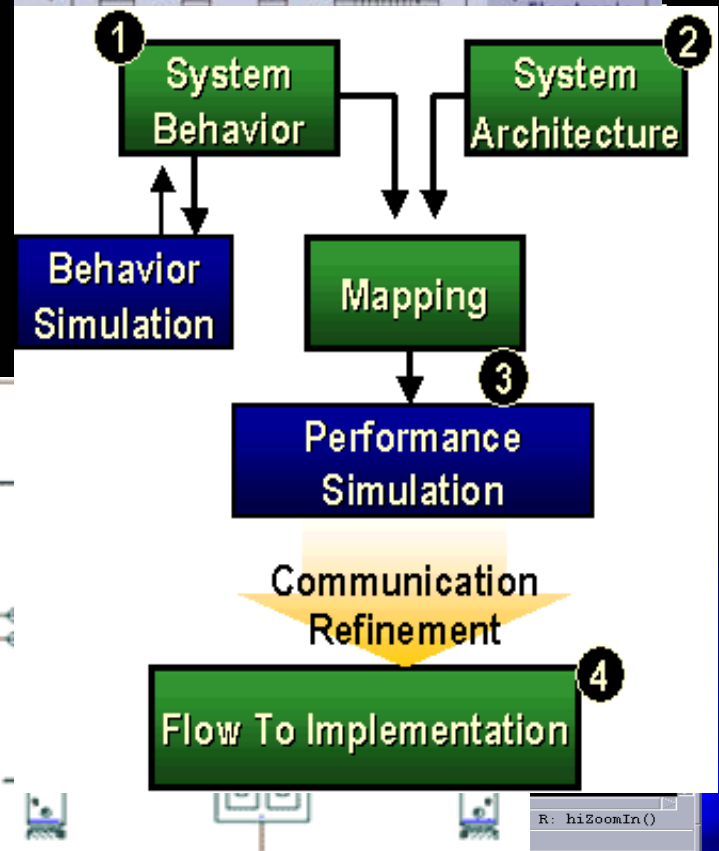 1
System
Behavior
2
System
Architecture
Behavior
Simulation
Mapping
3
Performance
Simulation
Communication
Refinement
4
Flow To Implementation
R: hiZoomIn()